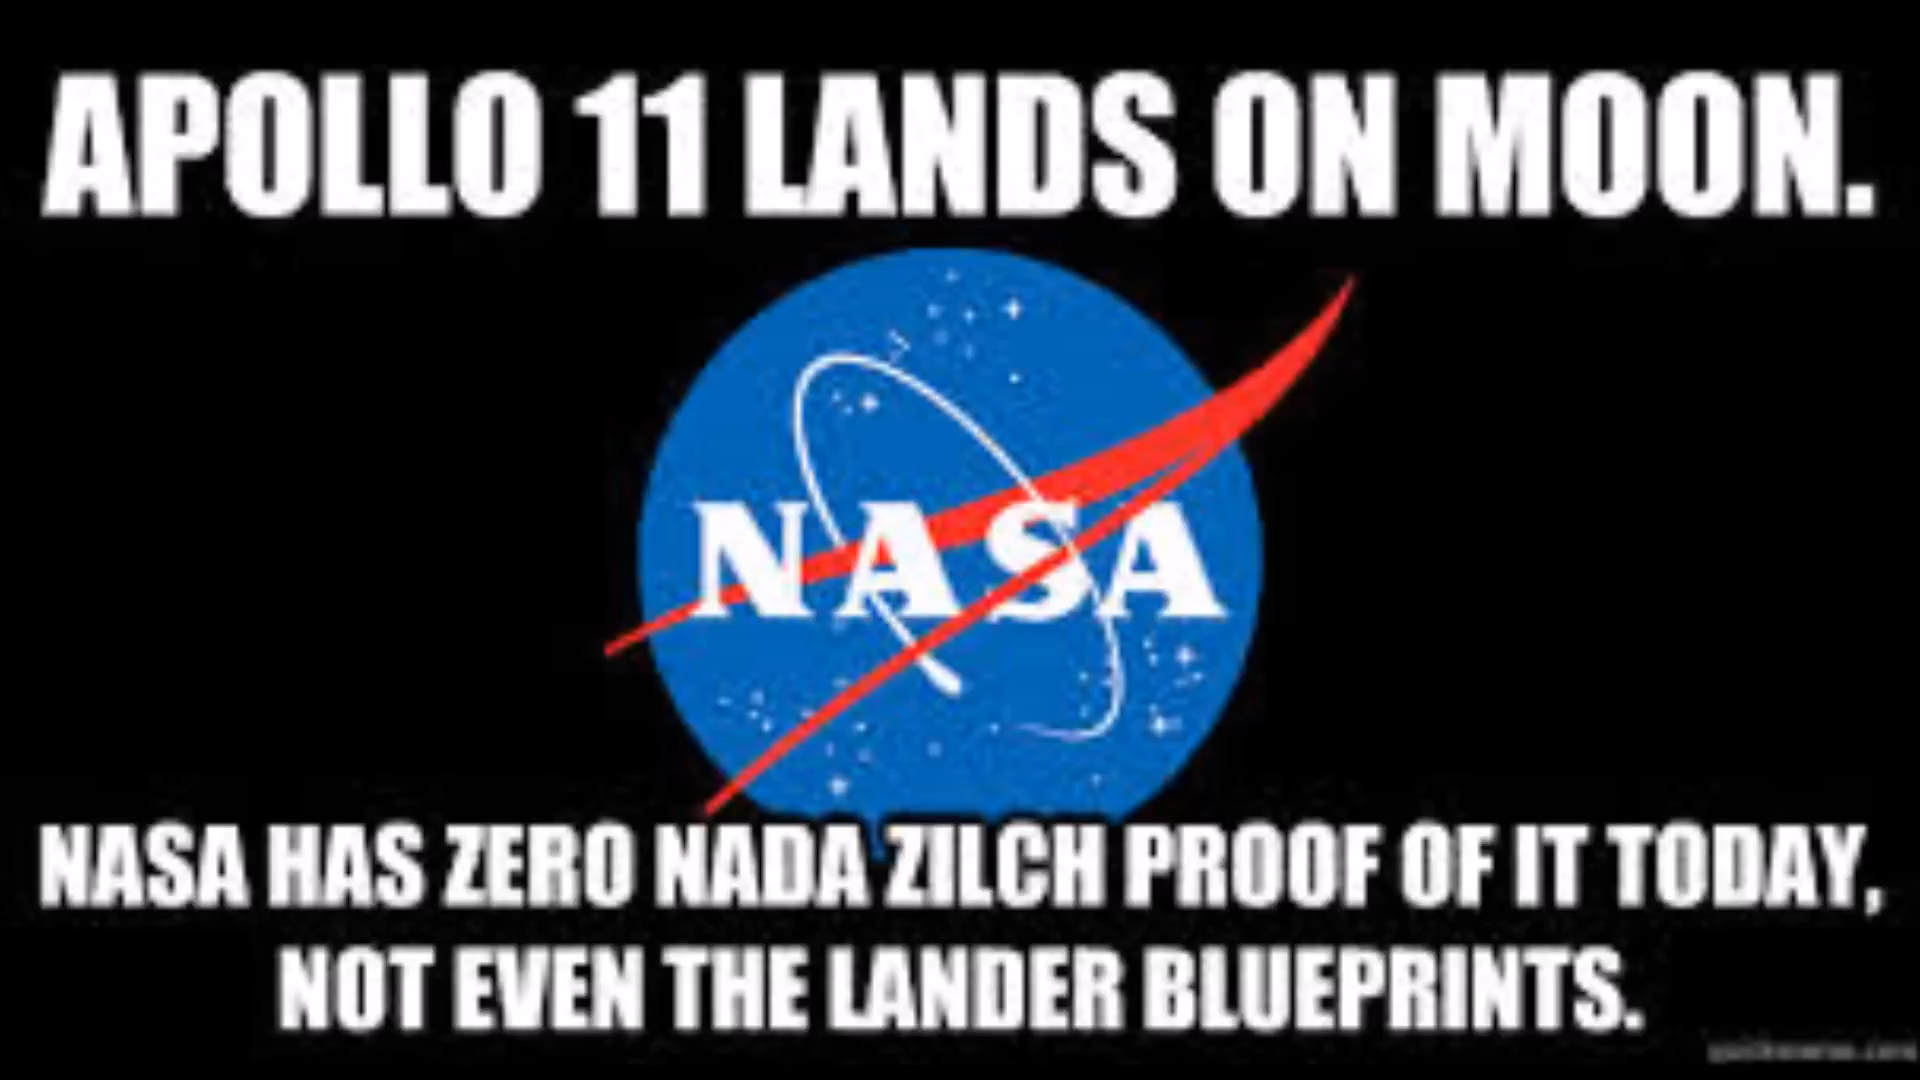 APOLLO 11 LANDS ON MOON.
NASA
NASA HAS ZERO NADA ZILCH PROOF OF IT TODAY,
NOT EVEN THE LANDER BLUEPRINTS.